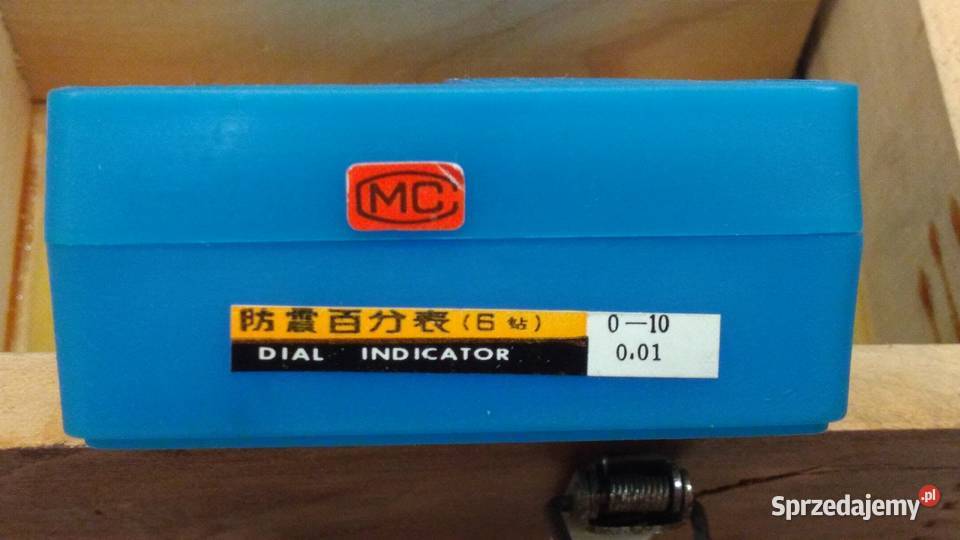 MC
防震百分表(6钻)
DIAL INDICATOR
0—10
0.01
Sprzedajemy.pl